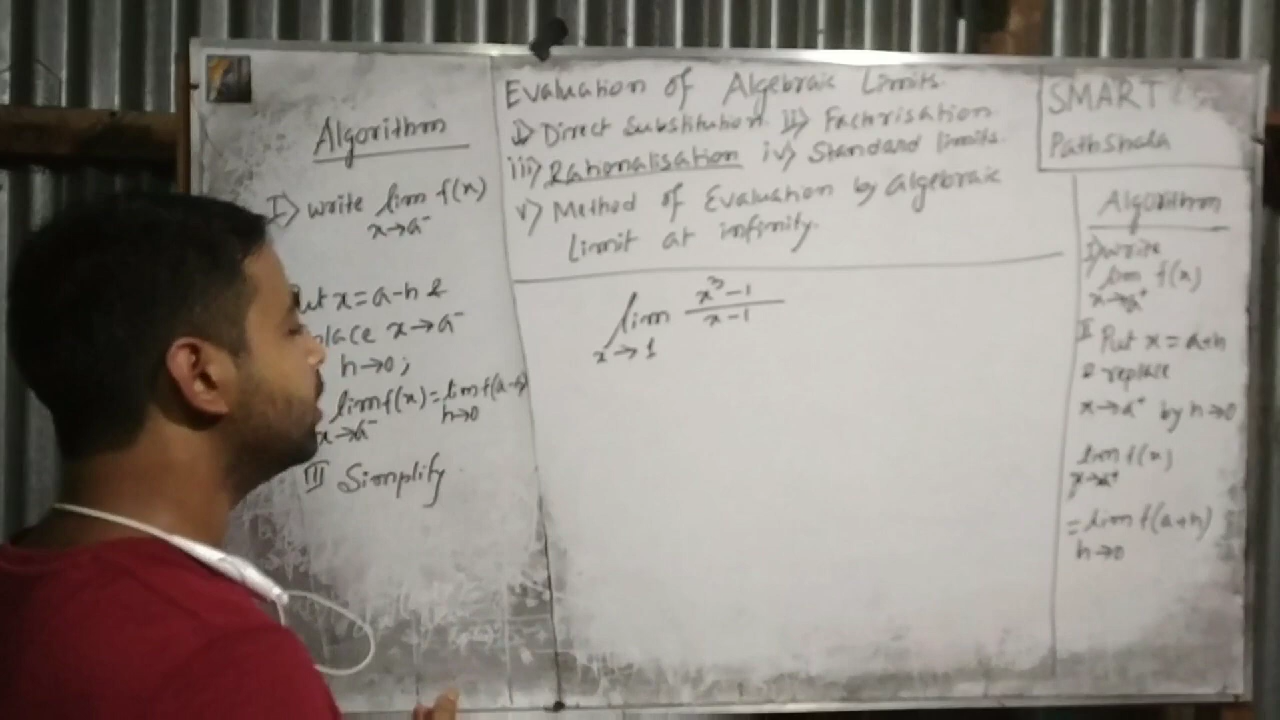 Algorithm
I) write lim f(x)
x→a⁻
Put x = a-h &
place x→a⁻
h→0;
lim f(x) = lim f(a-h)
x→a⁻ h→0
III Simplify
Evaluation of Algebraic Limits.
I) Direct Substitution. II) Factorisation
iii) Rationalisation iv) Standard limits.
v) Method of Evaluation by algebraic
Limit at infinity.
lim x³-1
x-1
x→1
SMART
Pathshala
Algorithm
I) write
lim f(x)
x→a⁺
II Put x = a+h
& replace
x→a⁺ by h→0
lim f(x)
x→a⁺
= lim f(a+h)
h→0